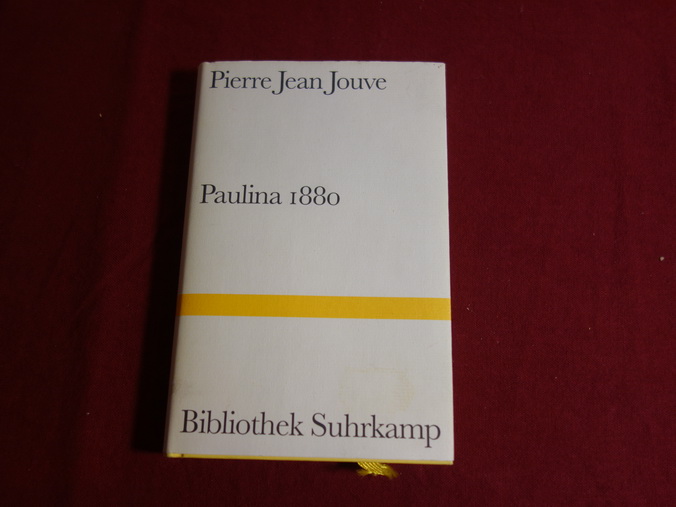 Pierre Jean Jouve
Paulina 1880
Bibliothek Suhrkamp